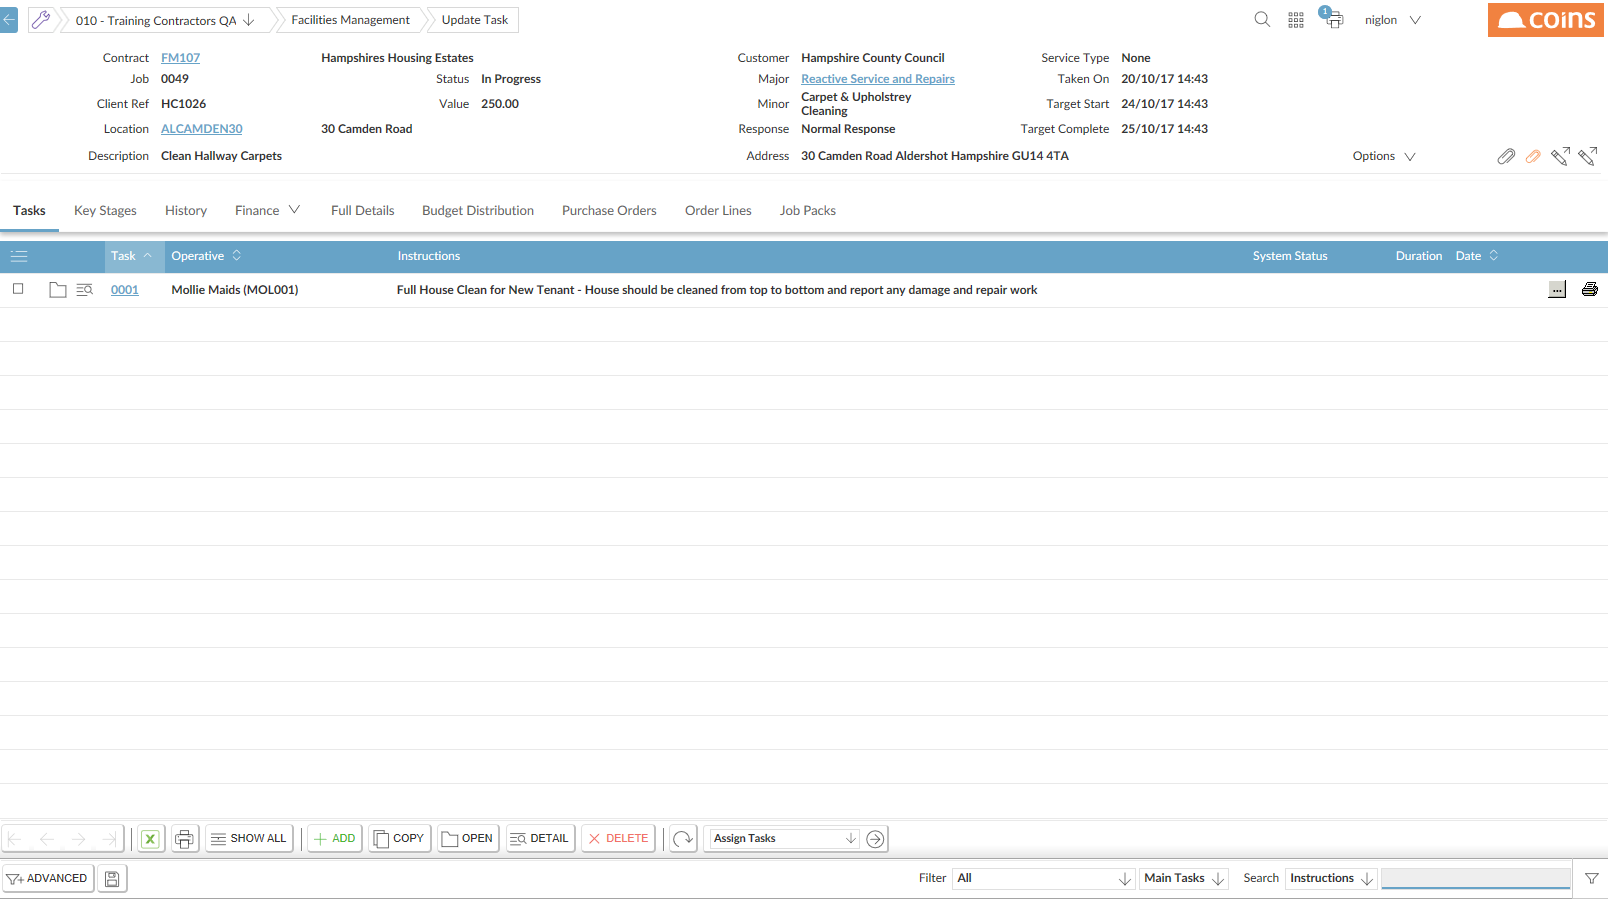 010 - Training Contractors QA
Facilities Management
Update Task
1
niglon
coins
Contract FM107 Hampshires Housing Estates Customer Hampshire County Council Service Type None
Job 0049 Status In Progress Major Reactive Service and Repairs Taken On 20/10/17 14:43
Client Ref HC1026 Value 250.00 Minor Carpet & Upholstrey Target Start 24/10/17 14:43
Cleaning
Location ALCAMDEN30 30 Camden Road Response Normal Response Target Complete 25/10/17 14:43
Description Clean Hallway Carpets Address 30 Camden Road Aldershot Hampshire GU14 4TA Options
Tasks Key Stages History Finance Full Details Budget Distribution Purchase Orders Order Lines Job Packs
Task Operative Instructions System Status Duration Date
0001 Mollie Maids (MOL001) Full House Clean for New Tenant - House should be cleaned from top to bottom and report any damage and repair work ...
X SHOW ALL ADD COPY OPEN DETAIL DELETE Assign Tasks
ADVANCED Filter All Main Tasks Search Instructions